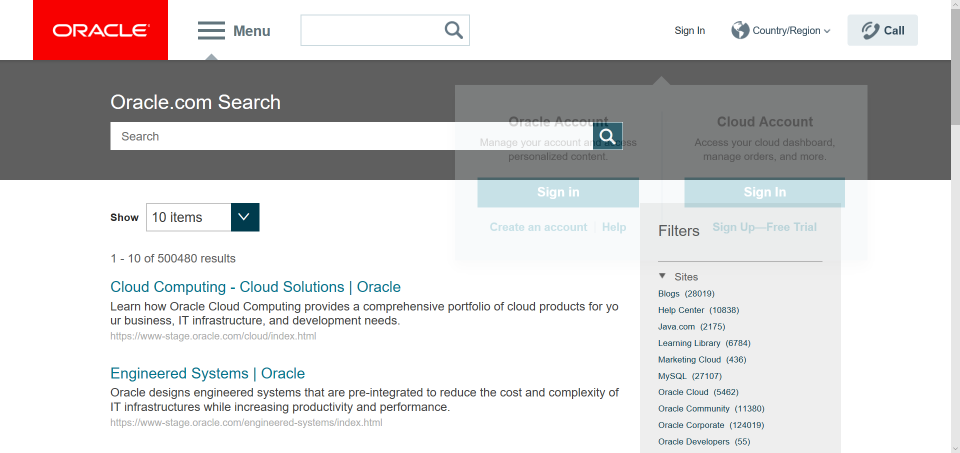 ORACLE
Menu
Sign In
Country/Region
Call
Oracle.com Search
Search
Oracle Account
Manage your account and access
personalized content.
Sign in
Create an account | Help
Cloud Account
Access your cloud dashboard,
manage orders, and more.
Sign In
Sign Up—Free Trial
Show
10 items
1 - 10 of 500480 results
Cloud Computing - Cloud Solutions | Oracle
Learn how Oracle Cloud Computing provides a comprehensive portfolio of cloud products for yo
ur business, IT infrastructure, and development needs.
https://www-stage.oracle.com/cloud/index.html
Engineered Systems | Oracle
Oracle designs engineered systems that are pre-integrated to reduce the cost and complexity of
IT infrastructures while increasing productivity and performance.
https://www-stage.oracle.com/engineered-systems/index.html
Filters
Sites
Blogs (28019)
Help Center (10838)
Java.com (2175)
Learning Library (6784)
Marketing Cloud (436)
MySQL (27107)
Oracle Cloud (5462)
Oracle Community (11380)
Oracle Corporate (124019)
Oracle Developers (55)